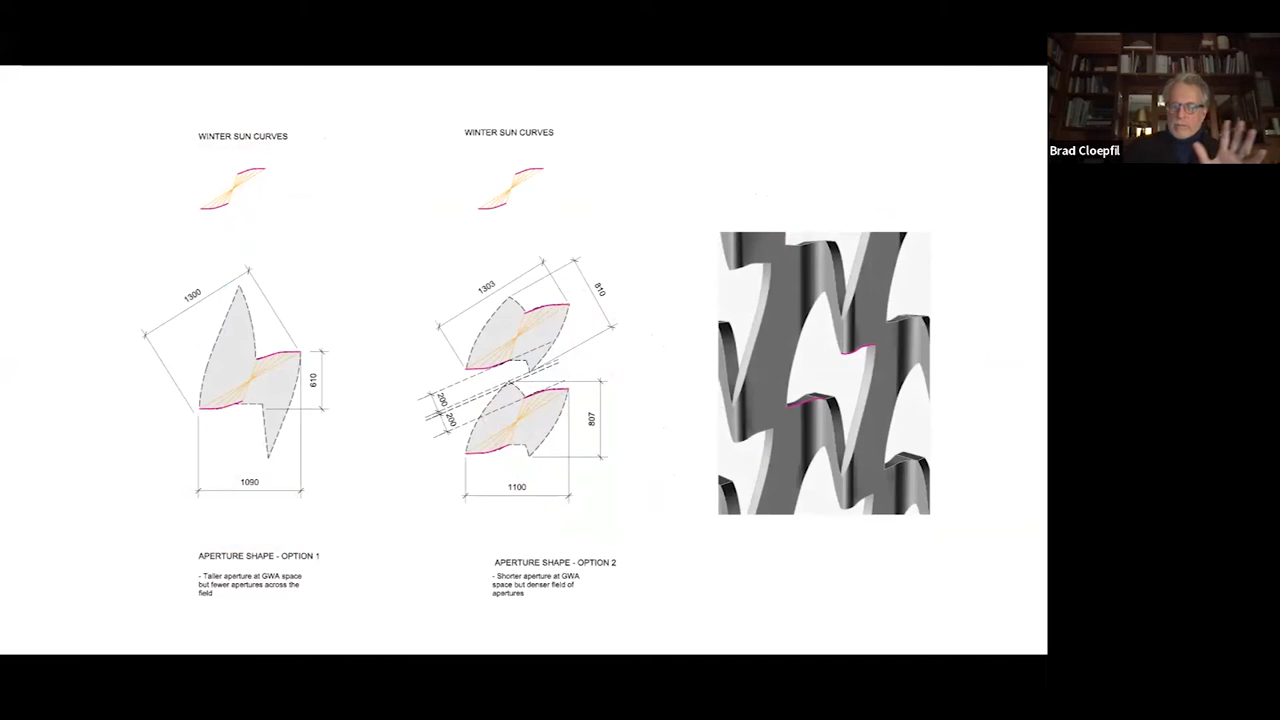 WINTER SUN CURVES
WINTER SUN CURVES
Brad Cloepfil
1300
610
1090
1303
810
200
200
807
1100
APERTURE SHAPE - OPTION 1
- Taller aperture at GWA space
but fewer apertures across the
field
APERTURE SHAPE - OPTION 2
- Shorter aperture at GWA
space but denser field of
apertures